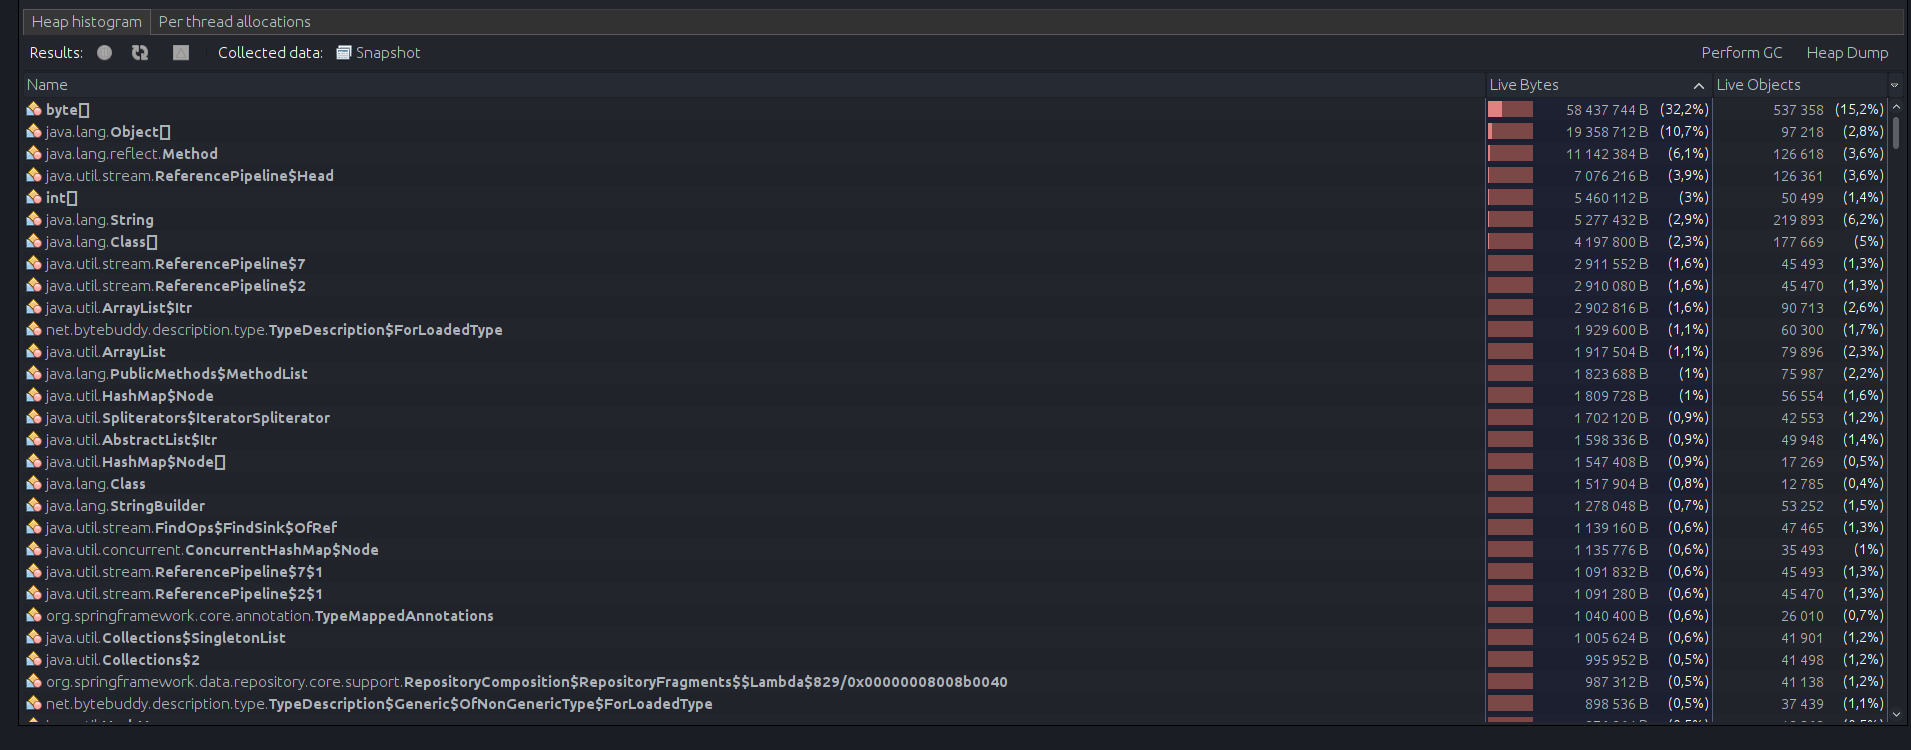 Heap histogram Per thread allocations
Results: Collected data: Snapshot Perform GC Heap Dump
Name Live Bytes Live Objects
byte[] 58 437 744 B (32,2%) 537 358 (15,2%)
java.lang.Object[] 19 358 712 B (10,7%) 97 218 (2,8%)
java.lang.reflect.Method 11 142 384 B (6,1%) 126 618 (3,6%)
java.util.stream.ReferencePipeline$Head 7 076 216 B (3,9%) 126 361 (3,6%)
int[] 5 460 112 B (3%) 50 499 (1,4%)
java.lang.String 5 277 432 B (2,9%) 219 893 (6,2%)
java.lang.Class[] 4 197 800 B (2,3%) 177 669 (5%)
java.util.stream.ReferencePipeline$7 2 911 552 B (1,6%) 45 493 (1,3%)
java.util.stream.ReferencePipeline$2 2 910 080 B (1,6%) 45 470 (1,3%)
java.util.ArrayList$Itr 2 902 816 B (1,6%) 90 713 (2,6%)
net.bytebuddy.description.type.TypeDescription$ForLoadedType 1 929 600 B (1,1%) 60 300 (1,7%)
java.util.ArrayList 1 917 504 B (1,1%) 79 896 (2,3%)
java.lang.PublicMethods$MethodList 1 823 688 B (1%) 75 987 (2,2%)
java.util.HashMap$Node 1 809 728 B (1%) 56 554 (1,6%)
java.util.Spliterators$IteratorSpliterator 1 702 120 B (0,9%) 42 553 (1,2%)
java.util.AbstractList$Itr 1 598 336 B (0,9%) 49 948 (1,4%)
java.util.HashMap$Node[] 1 547 408 B (0,9%) 17 269 (0,5%)
java.lang.Class 1 517 904 B (0,8%) 12 785 (0,4%)
java.lang.StringBuilder 1 278 048 B (0,7%) 53 252 (1,5%)
java.util.stream.FindOps$FindSink$OfRef 1 139 160 B (0,6%) 47 465 (1,3%)
java.util.concurrent.ConcurrentHashMap$Node 1 135 776 B (0,6%) 35 493 (1%)
java.util.stream.ReferencePipeline$7$1 1 091 832 B (0,6%) 45 493 (1,3%)
java.util.stream.ReferencePipeline$2$1 1 091 280 B (0,6%) 45 470 (1,3%)
org.springframework.core.annotation.TypeMappedAnnotations 1 040 400 B (0,6%) 26 010 (0,7%)
java.util.Collections$SingletonList 1 005 624 B (0,6%) 41 901 (1,2%)
java.util.Collections$2 995 952 B (0,5%) 41 498 (1,2%)
org.springframework.data.repository.core.support.RepositoryComposition$RepositoryFragments$$Lambda$829/0x00000008008b0040 987 312 B (0,5%) 41 138 (1,2%)
net.bytebuddy.description.type.TypeDescription$Generic$OfNonGenericType$ForLoadedType 898 536 B (0,5%) 37 439 (1,1%)